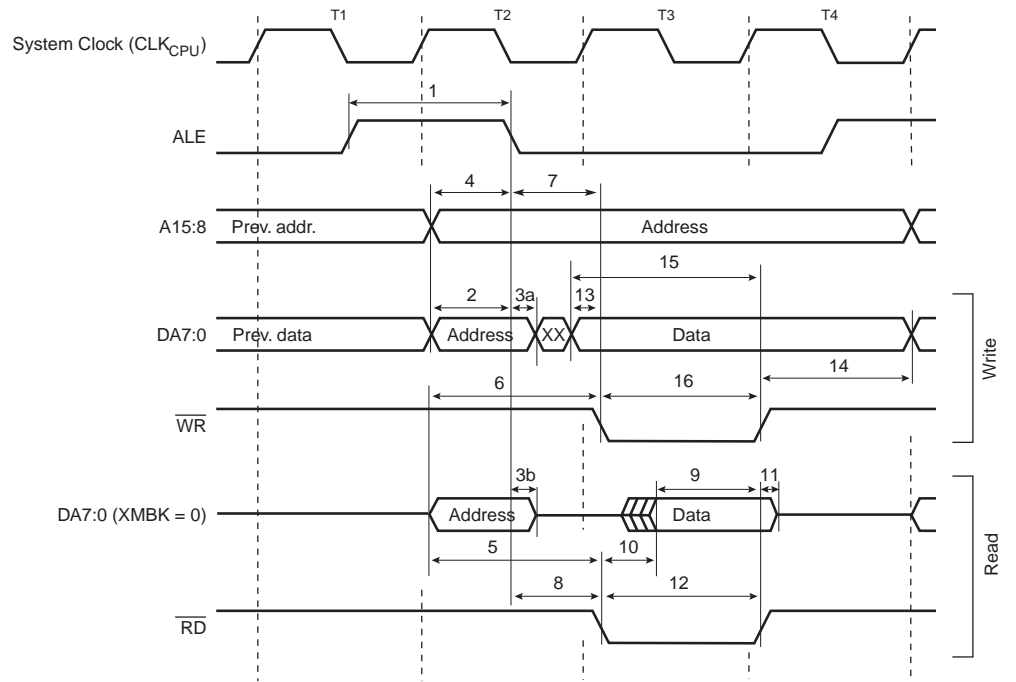 T1 T2 T3 T4
System Clock (CLKCPU)
1
ALE
4 7
A15:8 Prev. addr. Address
15
2 3a 13
DA7:0 Prev. data Address XX Data
14
6 16
WR
Write
3b 9 11
DA7:0 (XMBK = 0) Address Data
5 10
8 12
RD
Read